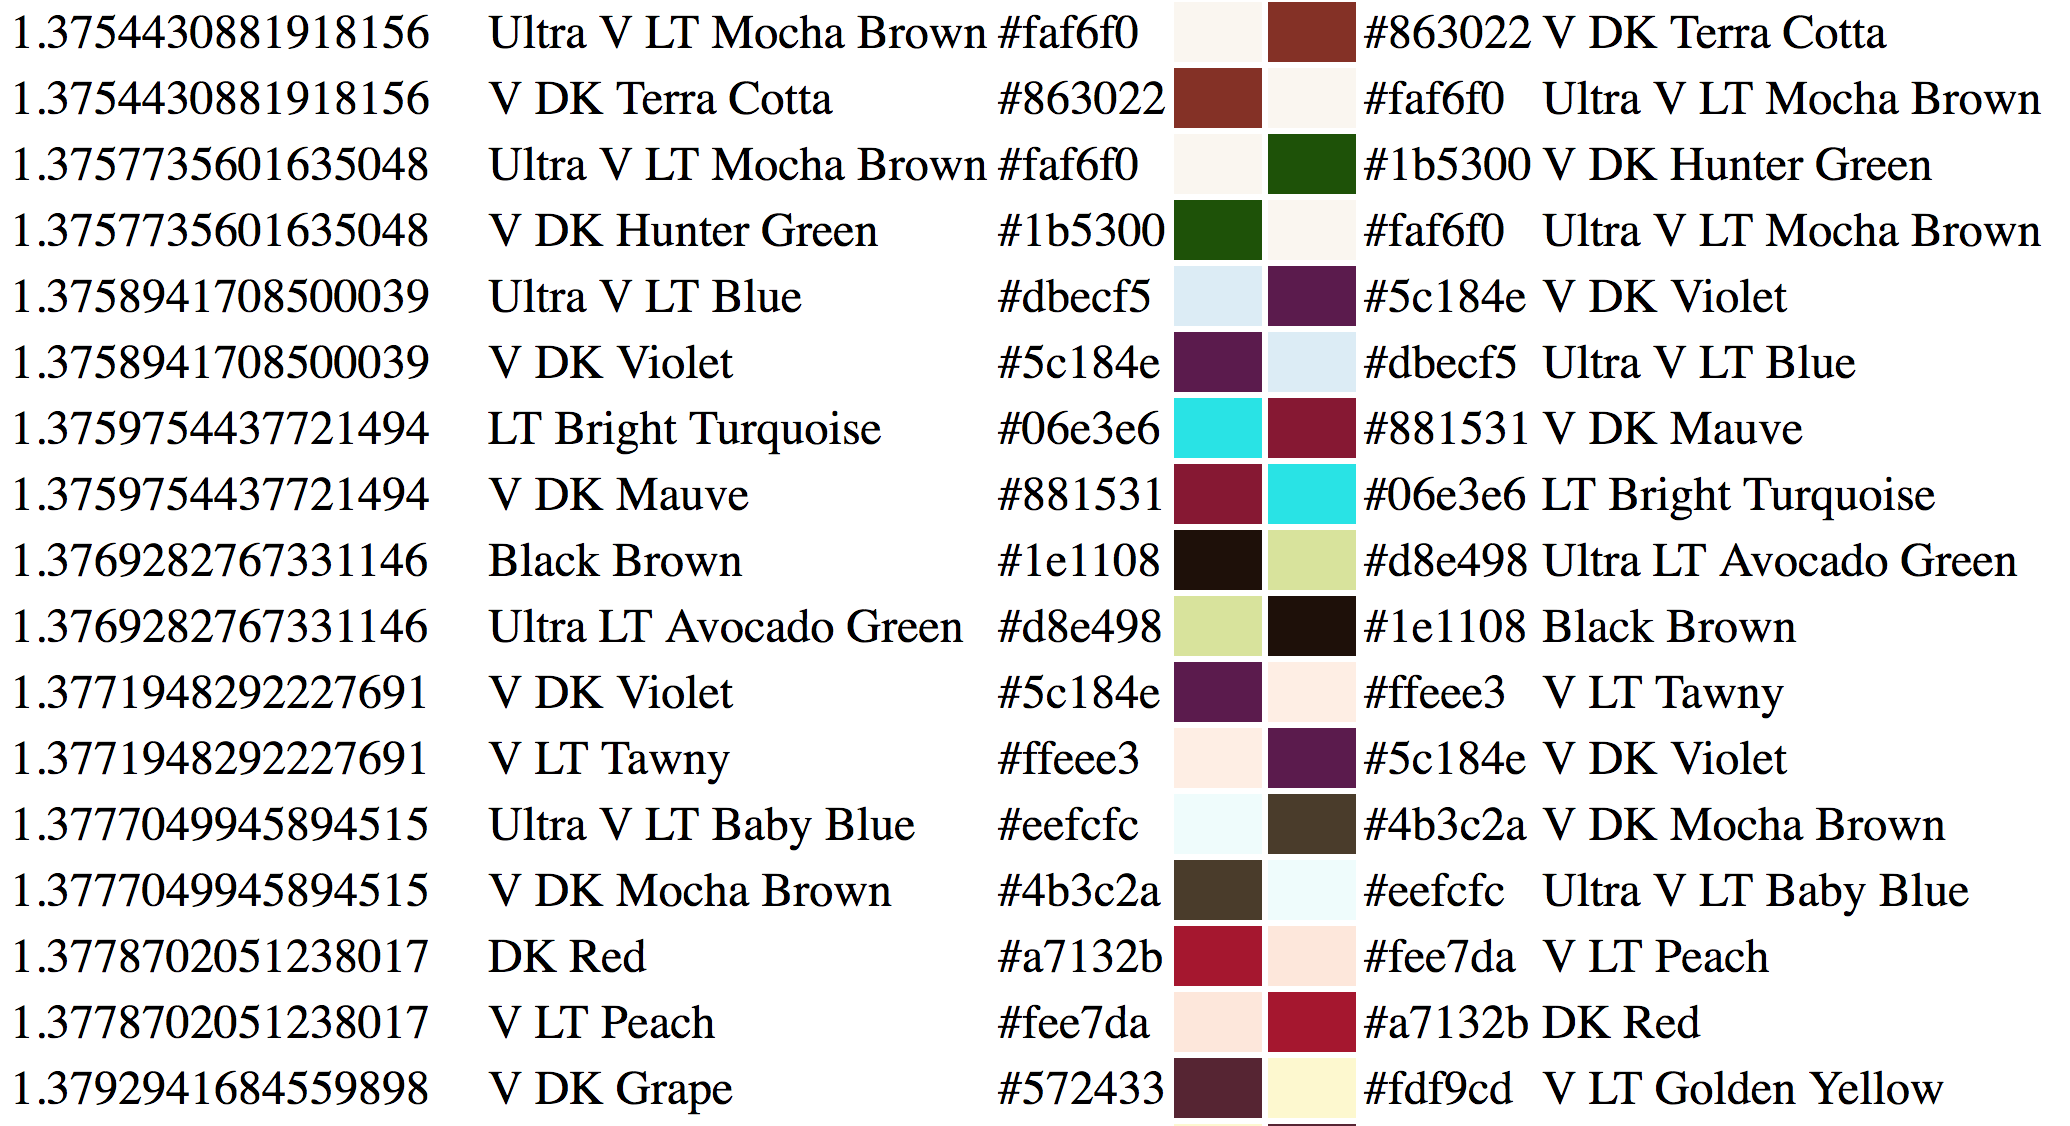 1.3754430881918156 Ultra V LT Mocha Brown #faf6f0 #863022 V DK Terra Cotta
1.3754430881918156 V DK Terra Cotta #863022 #faf6f0 Ultra V LT Mocha Brown
1.3757735601635048 Ultra V LT Mocha Brown #faf6f0 #1b5300 V DK Hunter Green
1.3757735601635048 V DK Hunter Green #1b5300 #faf6f0 Ultra V LT Mocha Brown
1.3758941708500039 Ultra V LT Blue #dbecf5 #5c184e V DK Violet
1.3758941708500039 V DK Violet #5c184e #dbecf5 Ultra V LT Blue
1.3759754437721494 LT Bright Turquoise #06e3e6 #881531 V DK Mauve
1.3759754437721494 V DK Mauve #881531 #06e3e6 LT Bright Turquoise
1.3769282767331146 Black Brown #1e1108 #d8e498 Ultra LT Avocado Green
1.3769282767331146 Ultra LT Avocado Green #d8e498 #1e1108 Black Brown
1.3771948292227691 V DK Violet #5c184e #ffeee3 V LT Tawny
1.3771948292227691 V LT Tawny #ffeee3 #5c184e V DK Violet
1.3777049945894515 Ultra V LT Baby Blue #eefcfc #4b3c2a V DK Mocha Brown
1.3777049945894515 V DK Mocha Brown #4b3c2a #eefcfc Ultra V LT Baby Blue
1.3778702051238017 DK Red #a7132b #fee7da V LT Peach
1.3778702051238017 V LT Peach #fee7da #a7132b DK Red
1.3792941684559898 V DK Grape #572433 #fdf9cd V LT Golden Yellow